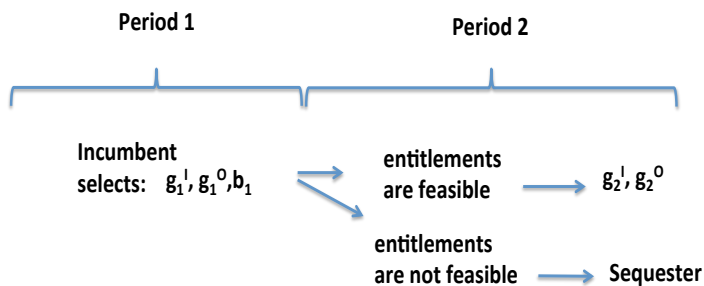 Period 1
Period 2
Incumbent
selects: g₁ᴵ, g₁ᴼ,b₁
entitlements
are feasible
g₂ᴵ, g₂ᴼ
entitlements
are not feasible
Sequester